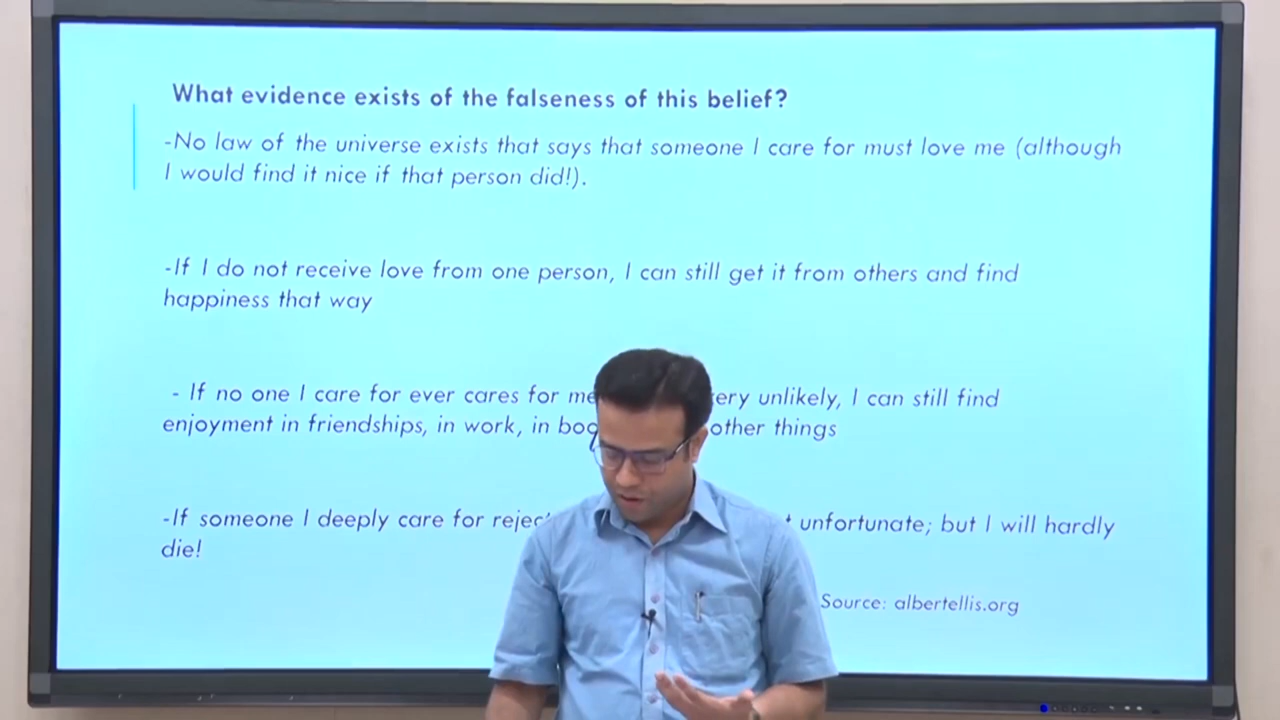 What evidence exists of the falseness of this belief?
-No law of the universe exists that says that someone I care for must love me (although
I would find it nice if that person did!).
-If I do not receive love from one person, I can still get it from others and find
happiness that way
- If no one I care for ever cares for me unlikely, I can still find
enjoyment in friendships, in work, in other things
-If someone I deeply care for unfortunate; but I will hardly
die!
Source: albertellis.org